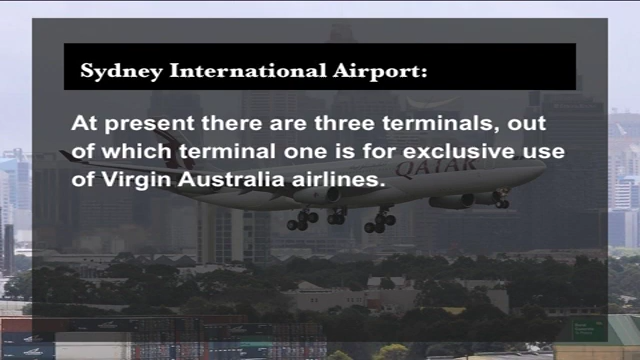 Sydney International Airport:
At present there are three terminals, out
of which terminal one is for exclusive use
of Virgin Australia airlines.
QATAR